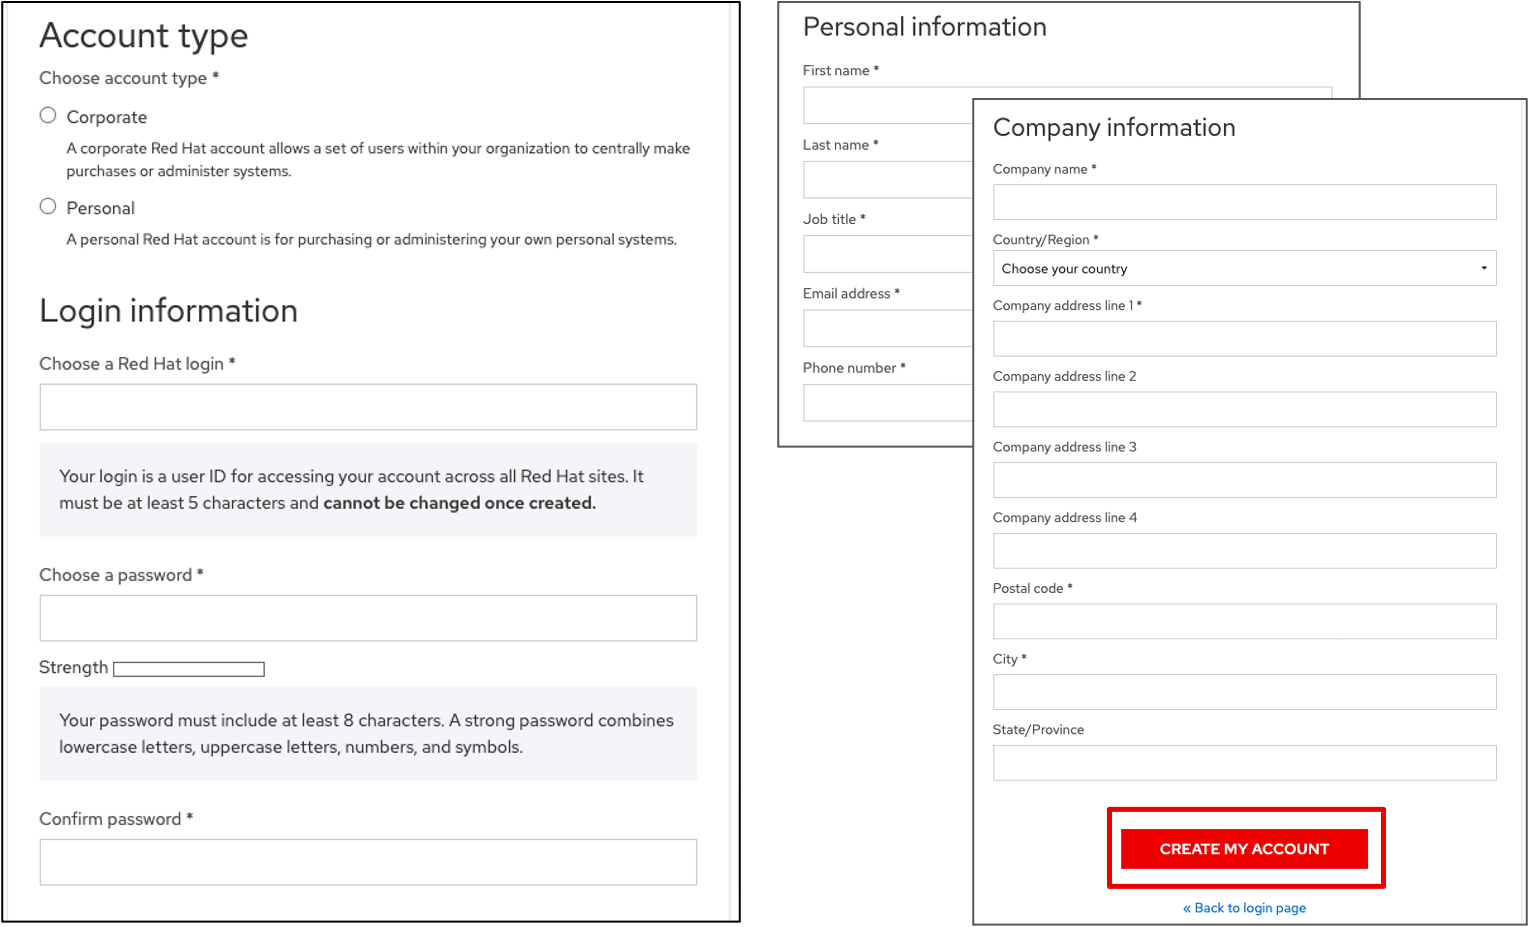 Account type
Choose account type *
Corporate
A corporate Red Hat account allows a set of users within your organization to centrally make
purchases or administer systems.
Personal
A personal Red Hat account is for purchasing or administering your own personal systems.
Login information
Choose a Red Hat login *
Your login is a user ID for accessing your account across all Red Hat sites. It
must be at least 5 characters and cannot be changed once created.
Choose a password *
Strength
Your password must include at least 8 characters. A strong password combines
lowercase letters, uppercase letters, numbers, and symbols.
Confirm password *
Personal information
First name *
Last name *
Job title *
Email address *
Phone number *
Company information
Company name *
Country/Region *
Choose your country
Company address line 1 *
Company address line 2
Company address line 3
Company address line 4
Postal code *
City *
State/Province
CREATE MY ACCOUNT
« Back to login page